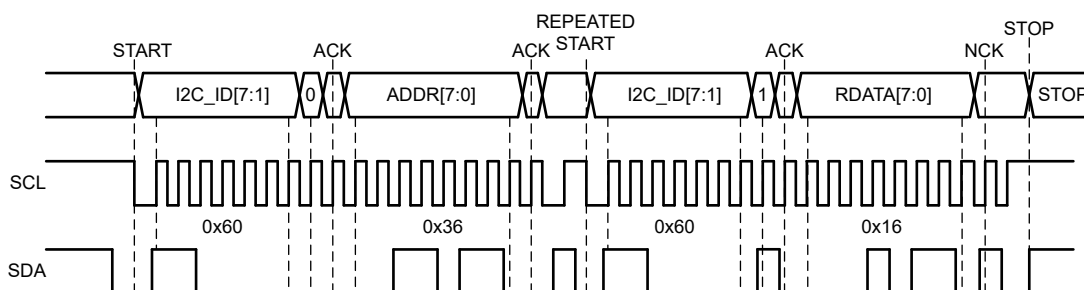 REPEATED
START
STOP
START
ACK
ACK
ACK
NCK
I2C_ID[7:1]
0
ADDR[7:0]
I2C_ID[7:1]
1
RDATA[7:0]
STOP
SCL
0x60
0x36
0x60
0x16
SDA